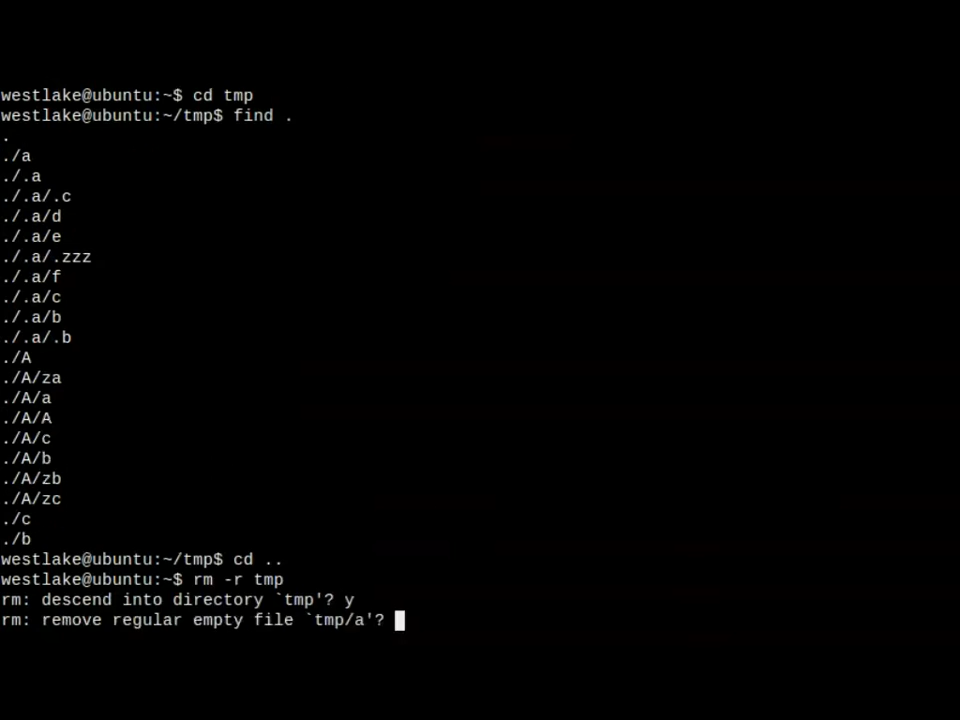 westlake@ubuntu:~$ cd tmp
westlake@ubuntu:~/tmp$ find .
.
./a
./.a
./.a/.c
./.a/d
./.a/e
./.a/.zzz
./.a/f
./.a/c
./.a/b
./.a/.b
./A
./A/za
./A/a
./A/A
./A/c
./A/b
./A/zb
./A/zc
./c
./b
westlake@ubuntu:~/tmp$ cd ..
westlake@ubuntu:~$ rm -r tmp
rm: descend into directory `tmp'? y
rm: remove regular empty file `tmp/a'?